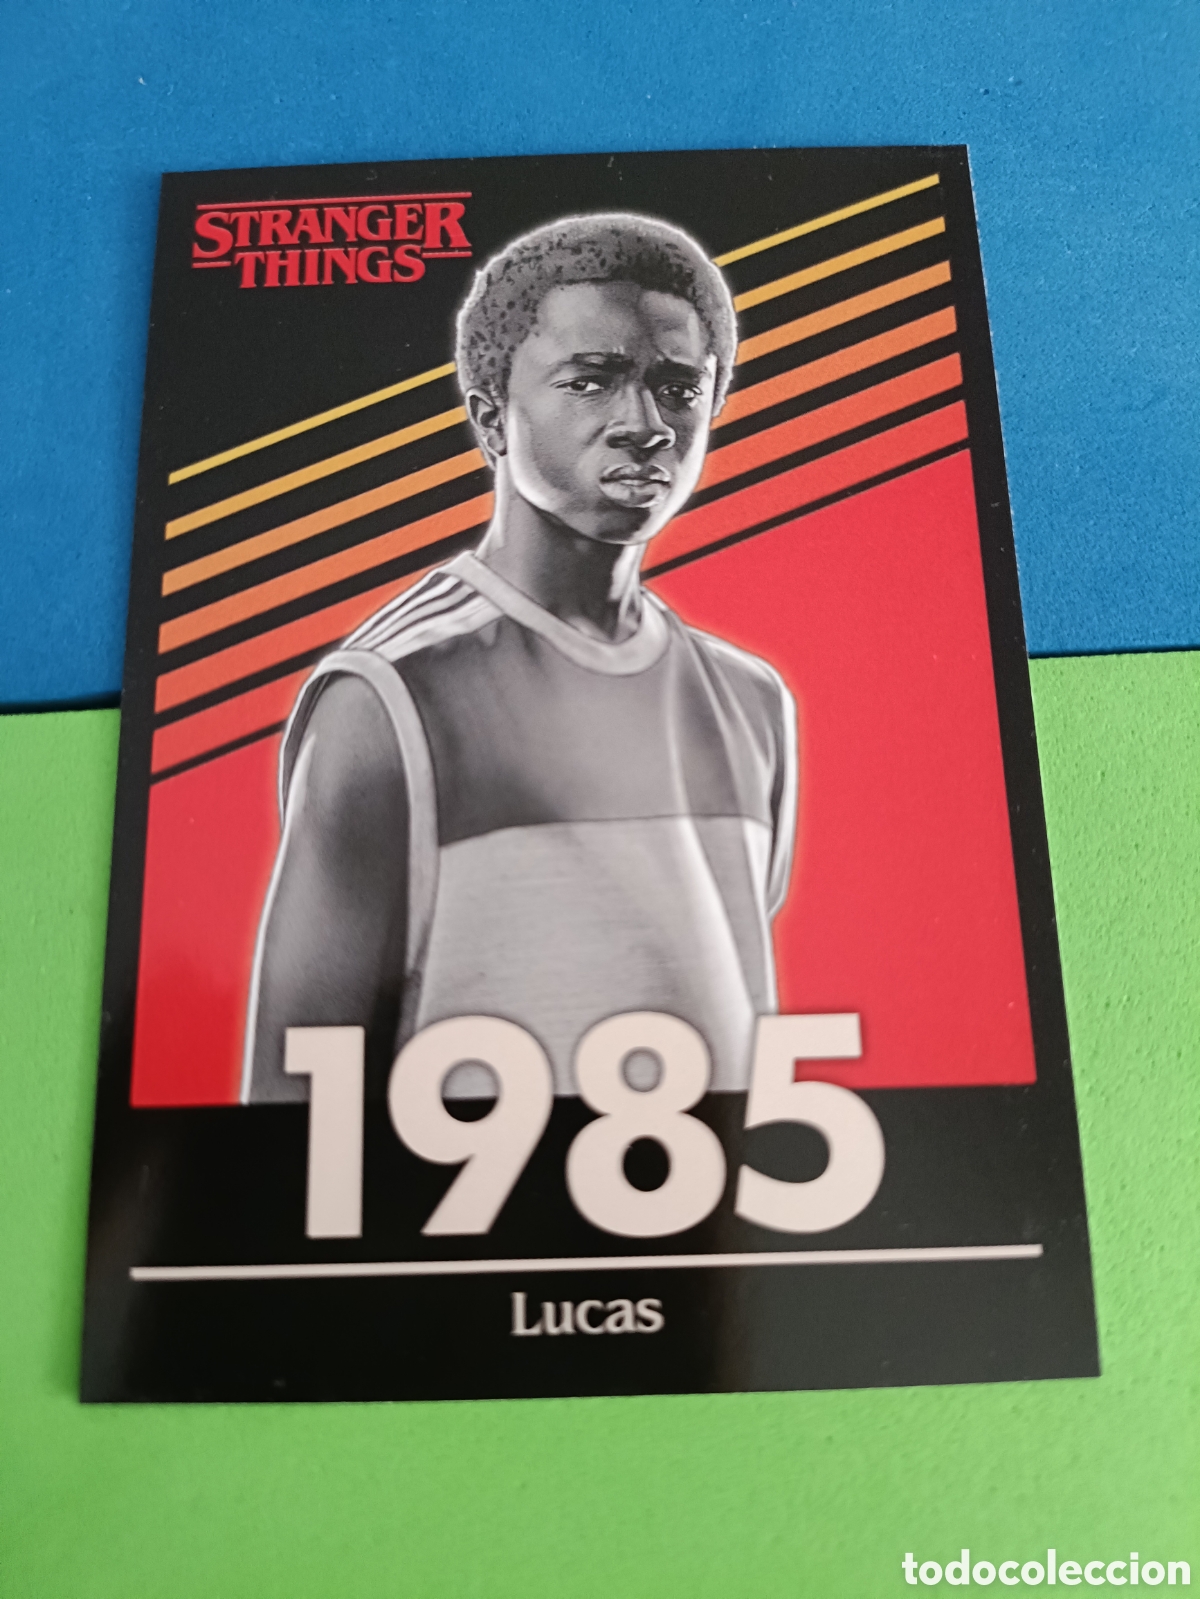 STRANGER
THINGS
1985
Lucas
todocoleccion